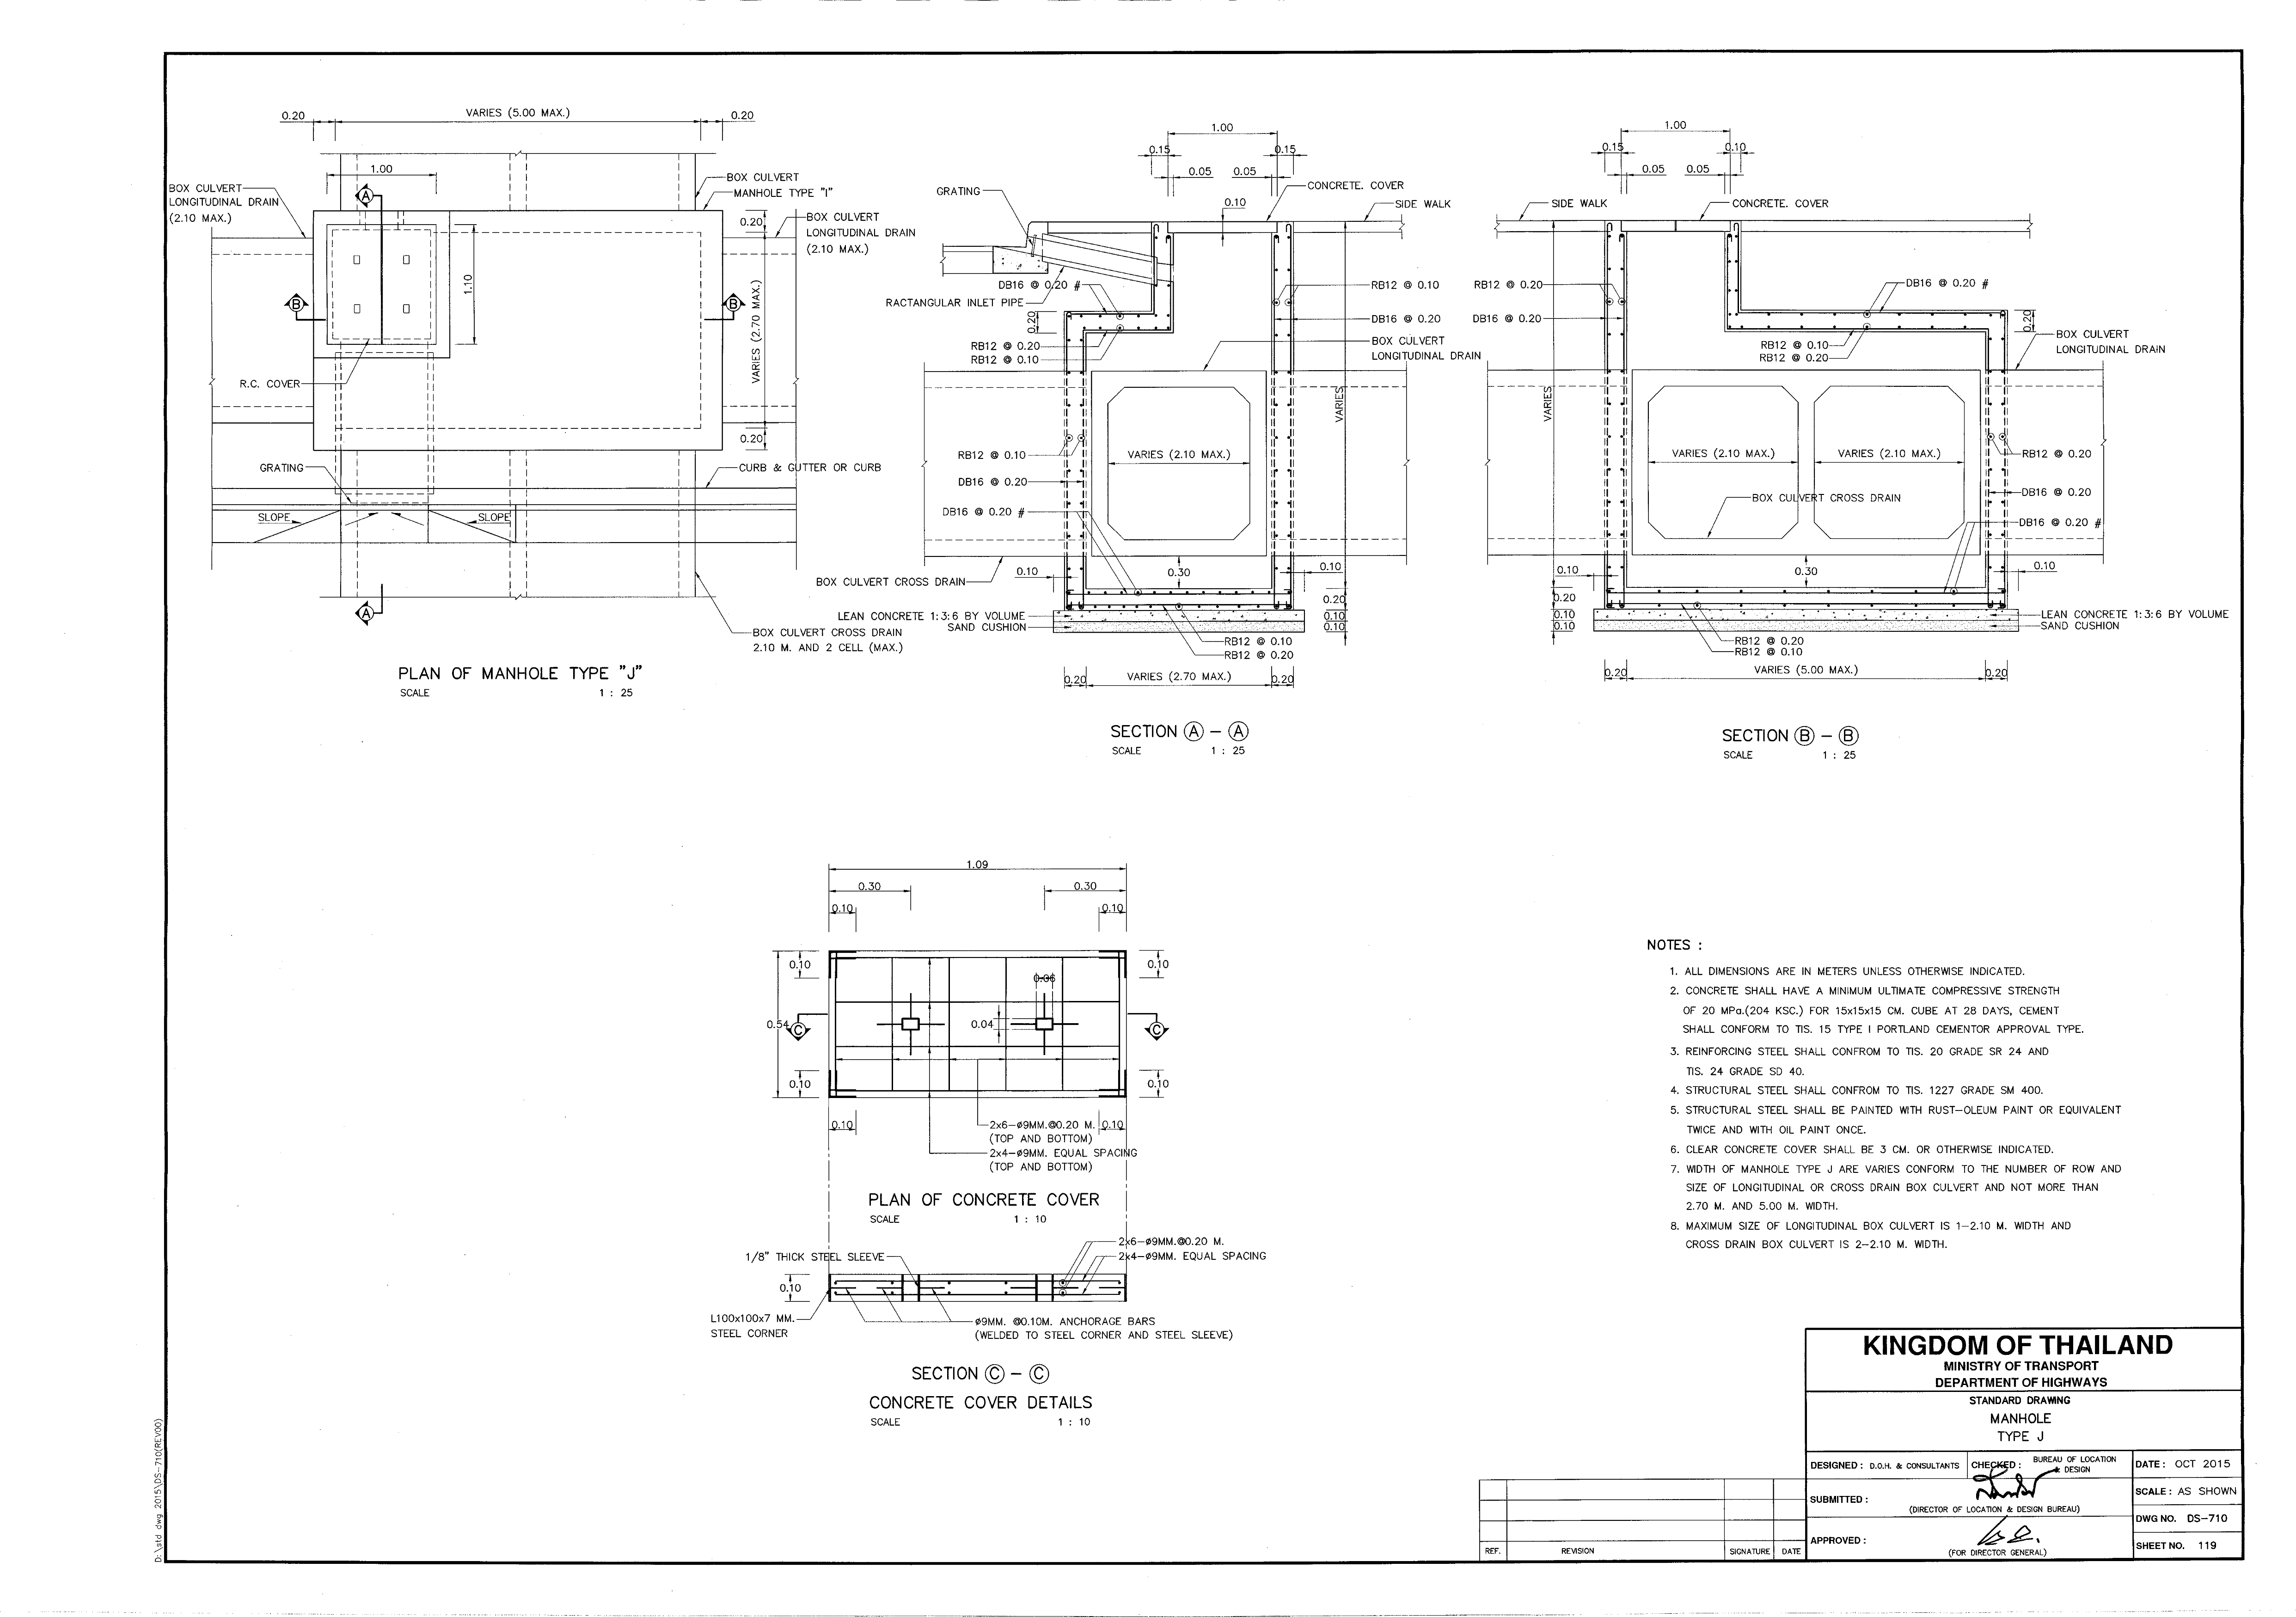 0.20
VARIES (5.00 MAX.)
0.20
1.00
BOX CULVERT
LONGITUDINAL DRAIN
(2.10 MAX.)
A
BOX CULVERT
MANHOLE TYPE "I"
BOX CULVERT
LONGITUDINAL DRAIN
(2.10 MAX.)
0.20
1.10
VARIES (2.70 MAX.)
B
B
R.C. COVER
0.20
GRATING
CURB & GUTTER OR CURB
SLOPE
SLOPE
A
BOX CULVERT CROSS DRAIN
2.10 M. AND 2 CELL (MAX.)
PLAN OF MANHOLE TYPE "J"
SCALE 1 : 25
1.00
0.15
0.15
0.05
0.05
GRATING
CONCRETE. COVER
0.10
SIDE WALK
DB16 @ 0.20 #
RACTANGULAR INLET PIPE
RB12 @ 0.10
0.20
DB16 @ 0.20
RB12 @ 0.20
RB12 @ 0.10
BOX CULVERT
LONGITUDINAL DRAIN
VARIES
RB12 @ 0.10
VARIES (2.10 MAX.)
DB16 @ 0.20
DB16 @ 0.20 #
0.10
0.30
0.10
BOX CULVERT CROSS DRAIN
0.20
LEAN CONCRETE 1:3:6 BY VOLUME
0.10
SAND CUSHION
0.10
RB12 @ 0.10
RB12 @ 0.20
0.20
VARIES (2.70 MAX.)
0.20
SECTION A – A
SCALE 1 : 25
1.00
0.15
0.10
0.05
0.05
SIDE WALK
CONCRETE. COVER
RB12 @ 0.20
DB16 @ 0.20 #
DB16 @ 0.20
0.20
RB12 @ 0.10
RB12 @ 0.20
BOX CULVERT
LONGITUDINAL DRAIN
VARIES
VARIES (2.10 MAX.)
VARIES (2.10 MAX.)
RB12 @ 0.20
DB16 @ 0.20
BOX CULVERT CROSS DRAIN
DB16 @ 0.20 #
0.10
0.30
0.10
0.20
0.10
0.10
LEAN CONCRETE 1:3:6 BY VOLUME
SAND CUSHION
RB12 @ 0.20
RB12 @ 0.10
0.20
VARIES (5.00 MAX.)
0.20
SECTION B – B
SCALE 1 : 25
1.09
0.30
0.30
0.10
0.10
0.10
0.10
0.06
0.54
C
0.04
C
0.10
0.10
0.10
2x6–ø9MM.@0.20 M.
0.10
(TOP AND BOTTOM)
2x4–ø9MM. EQUAL SPACING
(TOP AND BOTTOM)
PLAN OF CONCRETE COVER
SCALE 1 : 10
2x6–ø9MM.@0.20 M.
1/8" THICK STEEL SLEEVE
2x4–ø9MM. EQUAL SPACING
0.10
L100x100x7 MM.
STEEL CORNER
ø9MM. @0.10M. ANCHORAGE BARS
(WELDED TO STEEL CORNER AND STEEL SLEEVE)
SECTION C – C
CONCRETE COVER DETAILS
SCALE 1 : 10
NOTES :
1. ALL DIMENSIONS ARE IN METERS UNLESS OTHERWISE INDICATED.
2. CONCRETE SHALL HAVE A MINIMUM ULTIMATE COMPRESSIVE STRENGTH
OF 20 MPa.(204 KSC.) FOR 15x15x15 CM. CUBE AT 28 DAYS, CEMENT
SHALL CONFORM TO TIS. 15 TYPE I PORTLAND CEMENTOR APPROVAL TYPE.
3. REINFORCING STEEL SHALL CONFROM TO TIS. 20 GRADE SR 24 AND
TIS. 24 GRADE SD 40.
4. STRUCTURAL STEEL SHALL CONFROM TO TIS. 1227 GRADE SM 400.
5. STRUCTURAL STEEL SHALL BE PAINTED WITH RUST–OLEUM PAINT OR EQUIVALENT
TWICE AND WITH OIL PAINT ONCE.
6. CLEAR CONCRETE COVER SHALL BE 3 CM. OR OTHERWISE INDICATED.
7. WIDTH OF MANHOLE TYPE J ARE VARIES CONFORM TO THE NUMBER OF ROW AND
SIZE OF LONGITUDINAL OR CROSS DRAIN BOX CULVERT AND NOT MORE THAN
2.70 M. AND 5.00 M. WIDTH.
8. MAXIMUM SIZE OF LONGITUDINAL BOX CULVERT IS 1–2.10 M. WIDTH AND
CROSS DRAIN BOX CULVERT IS 2–2.10 M. WIDTH.
KINGDOM OF THAILAND
MINISTRY OF TRANSPORT
DEPARTMENT OF HIGHWAYS
STANDARD DRAWING
MANHOLE
TYPE J
DESIGNED : D.O.H. & CONSULTANTS
CHECKED : BUREAU OF LOCATION
& DESIGN
DATE : OCT 2015
SUBMITTED :
(DIRECTOR OF LOCATION & DESIGN BUREAU)
SCALE : AS SHOWN
DWG NO. DS–710
APPROVED :
(FOR DIRECTOR GENERAL)
SHEET NO. 119
REF. REVISION SIGNATURE DATE
D:\std dwg 2015\DS-710(REV00)